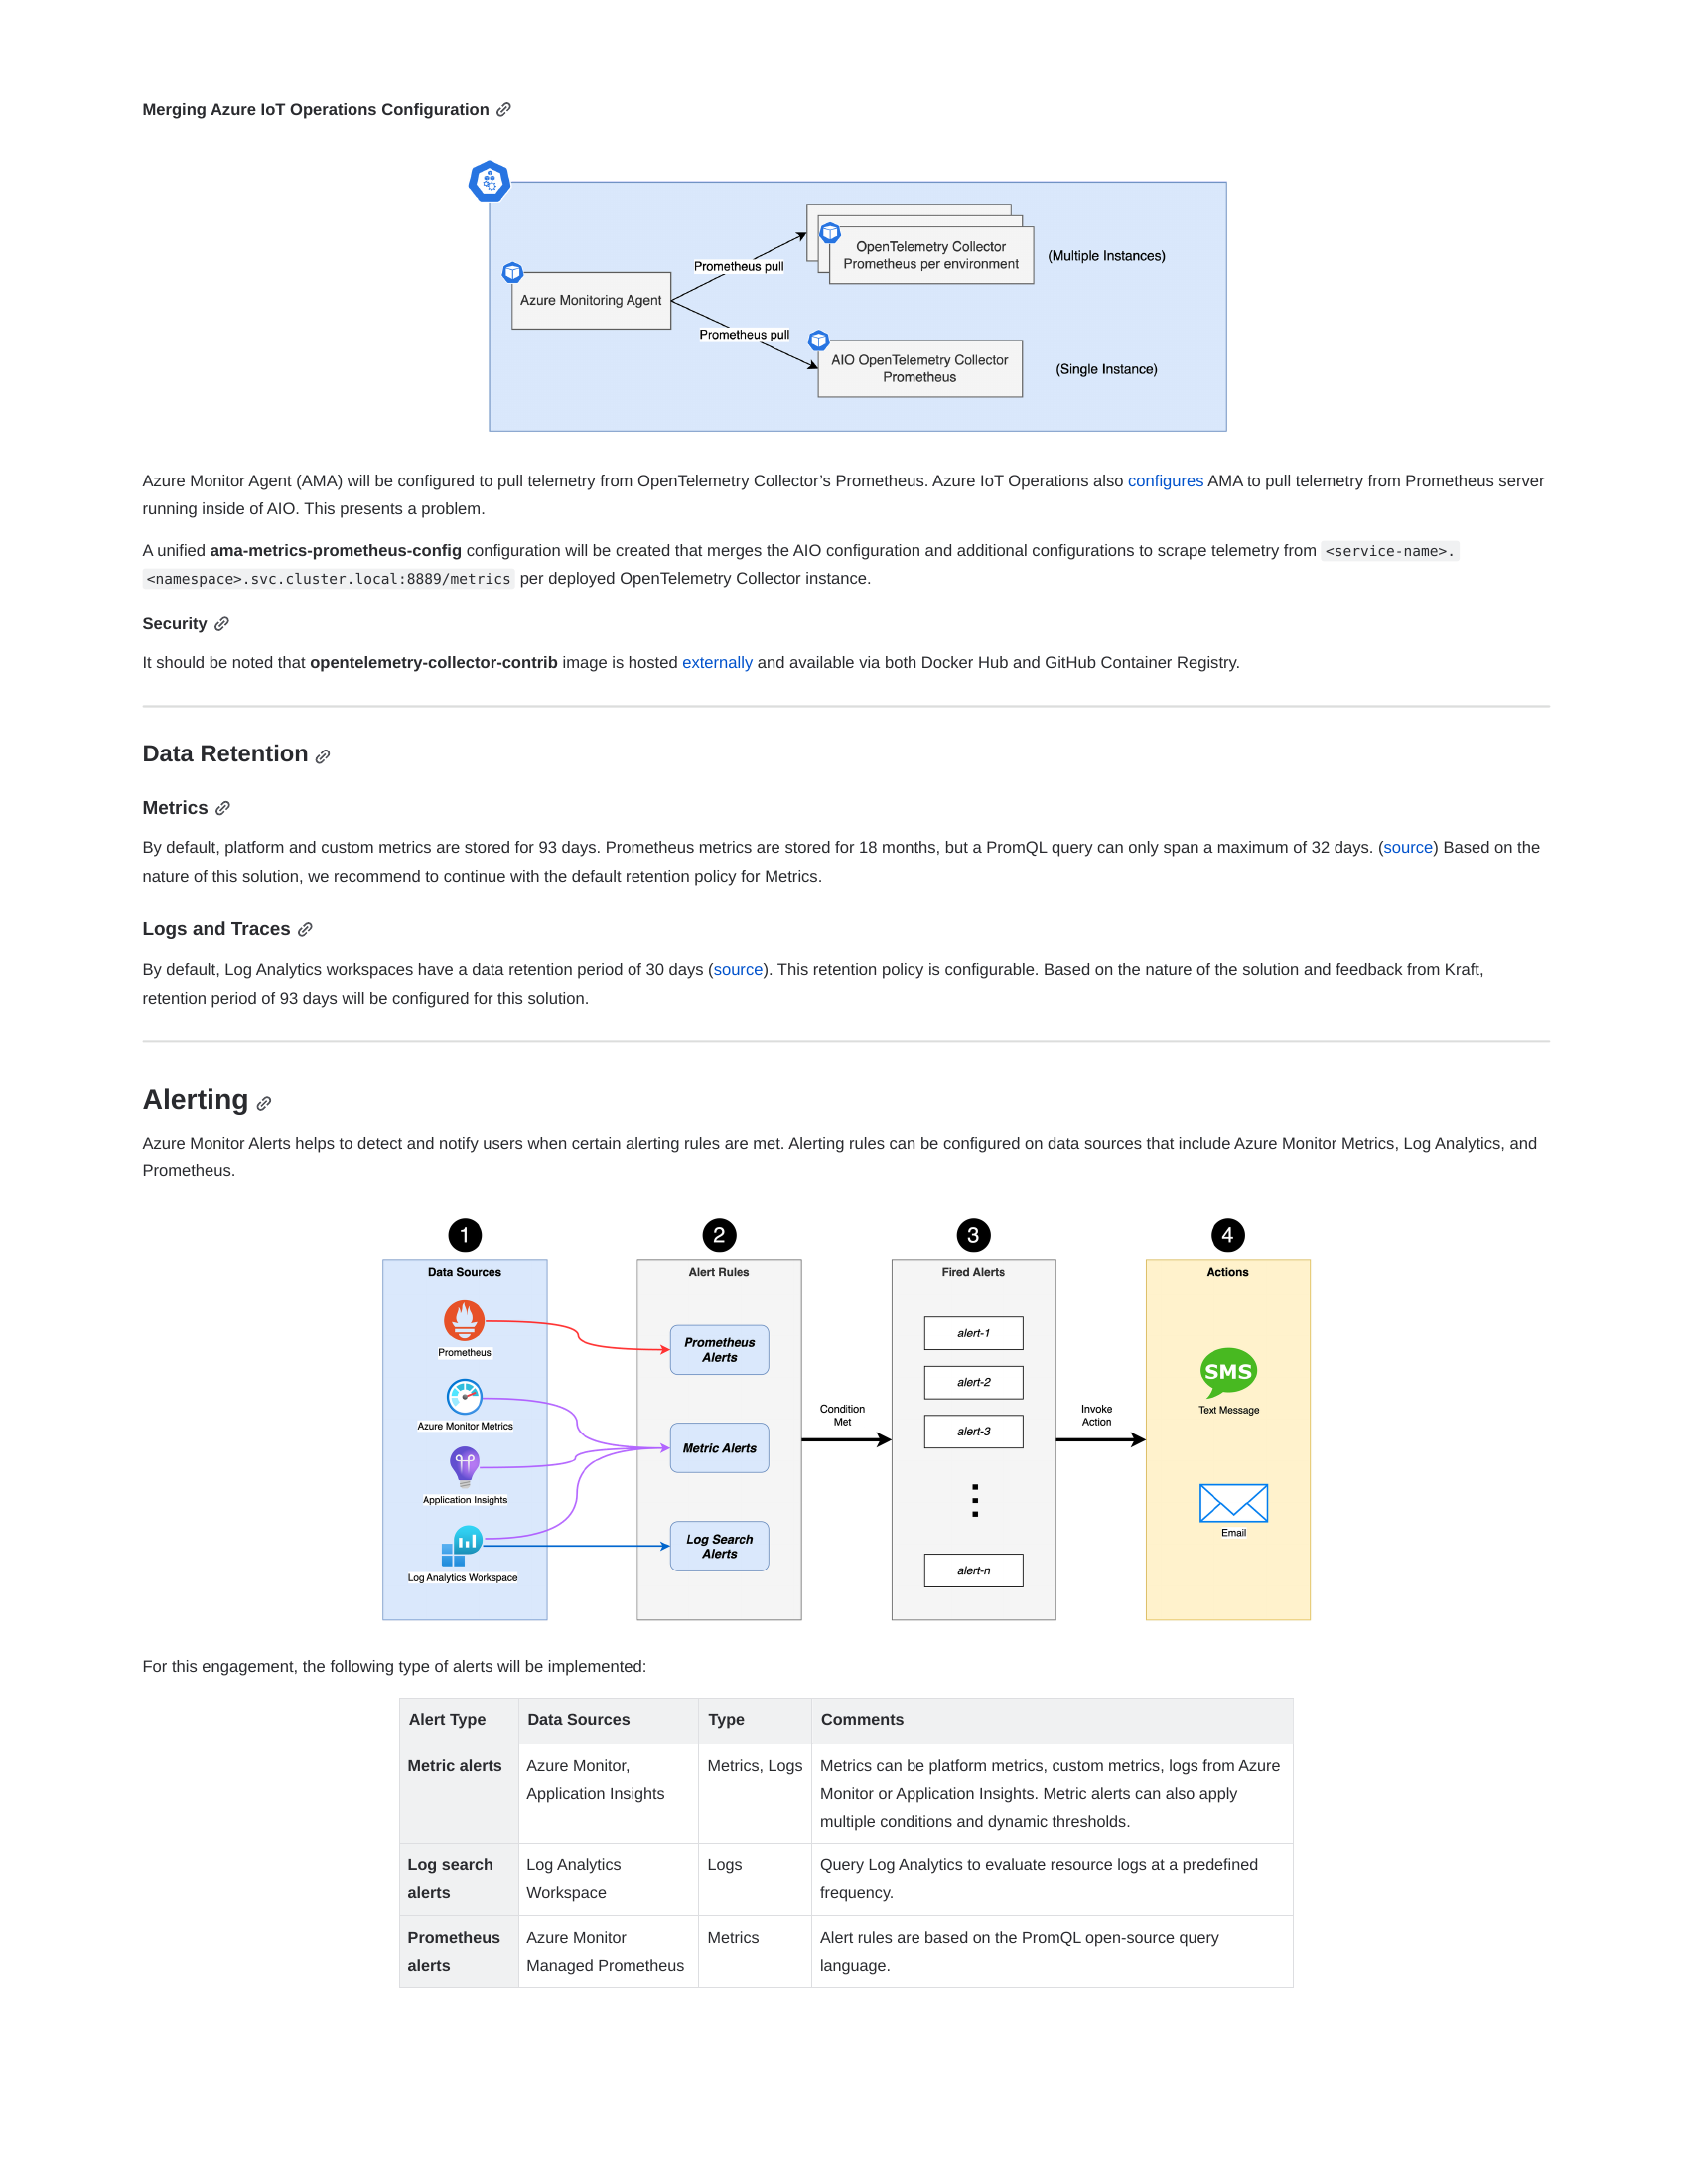 Merging Azure IoT Operations Configuration
OpenTelemetry Collector
Prometheus per environment
(Multiple Instances)
Prometheus pull
Azure Monitoring Agent
Prometheus pull
AIO OpenTelemetry Collector
Prometheus
(Single Instance)
Azure Monitor Agent (AMA) will be configured to pull telemetry from OpenTelemetry Collector’s Prometheus. Azure IoT Operations also configures AMA to pull telemetry from Prometheus server
running inside of AIO. This presents a problem.
A unified ama-metrics-prometheus-config configuration will be created that merges the AIO configuration and additional configurations to scrape telemetry from <service-name>.
<namespace>.svc.cluster.local:8889/metrics per deployed OpenTelemetry Collector instance.
Security
It should be noted that opentelemetry-collector-contrib image is hosted externally and available via both Docker Hub and GitHub Container Registry.
Data Retention
Metrics
By default, platform and custom metrics are stored for 93 days. Prometheus metrics are stored for 18 months, but a PromQL query can only span a maximum of 32 days. (source) Based on the
nature of this solution, we recommend to continue with the default retention policy for Metrics.
Logs and Traces
By default, Log Analytics workspaces have a data retention period of 30 days (source). This retention policy is configurable. Based on the nature of the solution and feedback from Kraft,
retention period of 93 days will be configured for this solution.
Alerting
Azure Monitor Alerts helps to detect and notify users when certain alerting rules are met. Alerting rules can be configured on data sources that include Azure Monitor Metrics, Log Analytics, and
Prometheus.
1
Data Sources
Prometheus
Azure Monitor Metrics
Application Insights
Log Analytics Workspace
2
Alert Rules
Prometheus
Alerts
Metric Alerts
Log Search
Alerts
Condition
Met
3
Fired Alerts
alert-1
alert-2
alert-3
alert-n
Invoke
Action
4
Actions
SMS
Text Message
Email
For this engagement, the following type of alerts will be implemented:
Alert Type Data Sources Type Comments
Metric alerts Azure Monitor, Metrics, Logs Metrics can be platform metrics, custom metrics, logs from Azure
Application Insights Monitor or Application Insights. Metric alerts can also apply
multiple conditions and dynamic thresholds.
Log search Log Analytics Logs Query Log Analytics to evaluate resource logs at a predefined
alerts Workspace frequency.
Prometheus Azure Monitor Metrics Alert rules are based on the PromQL open-source query
alerts Managed Prometheus language.